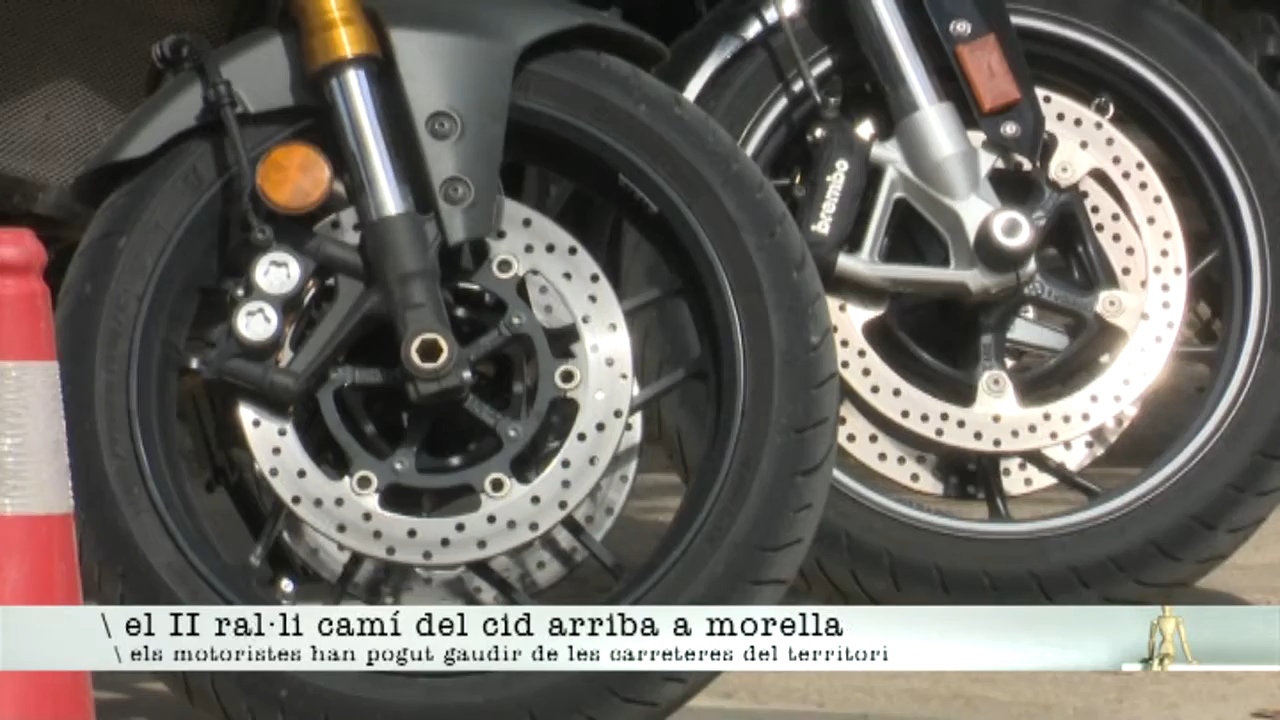 brembo
\ el II ral·li camí del cid arriba a morella
\ els motoristes han pogut gaudir de les carreteres del territori